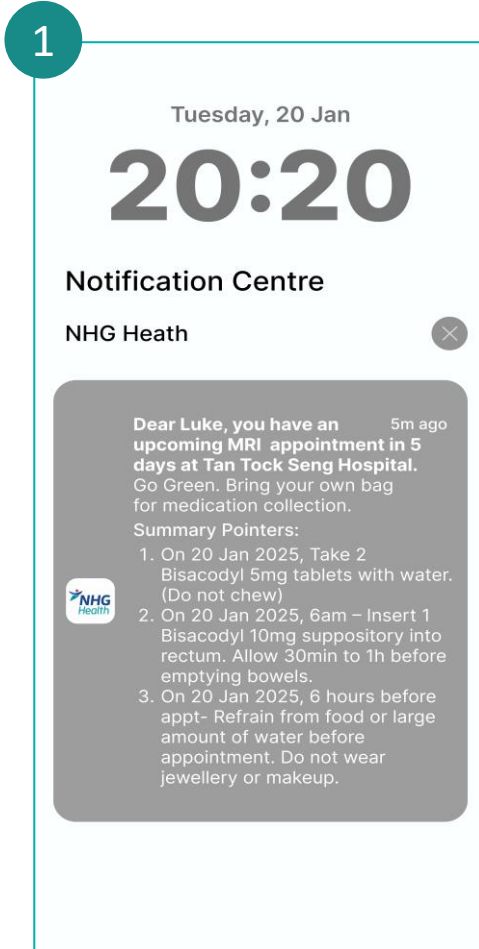 1
Tuesday, 20 Jan
20:20
Notification Centre
NHG Heath
Dear Luke, you have an 5m ago
upcoming MRI appointment in 5
days at Tan Tock Seng Hospital.
Go Green. Bring your own bag
for medication collection.
Summary Pointers:
1. On 20 Jan 2025, Take 2
Bisacodyl 5mg tablets with water.
(Do not chew)
NHG
Health
2. On 20 Jan 2025, 6am – Insert 1
Bisacodyl 10mg suppository into
rectum. Allow 30min to 1h before
emptying bowels.
3. On 20 Jan 2025, 6 hours before
appt- Refrain from food or large
amount of water before
appointment. Do not wear
jewellery or makeup.